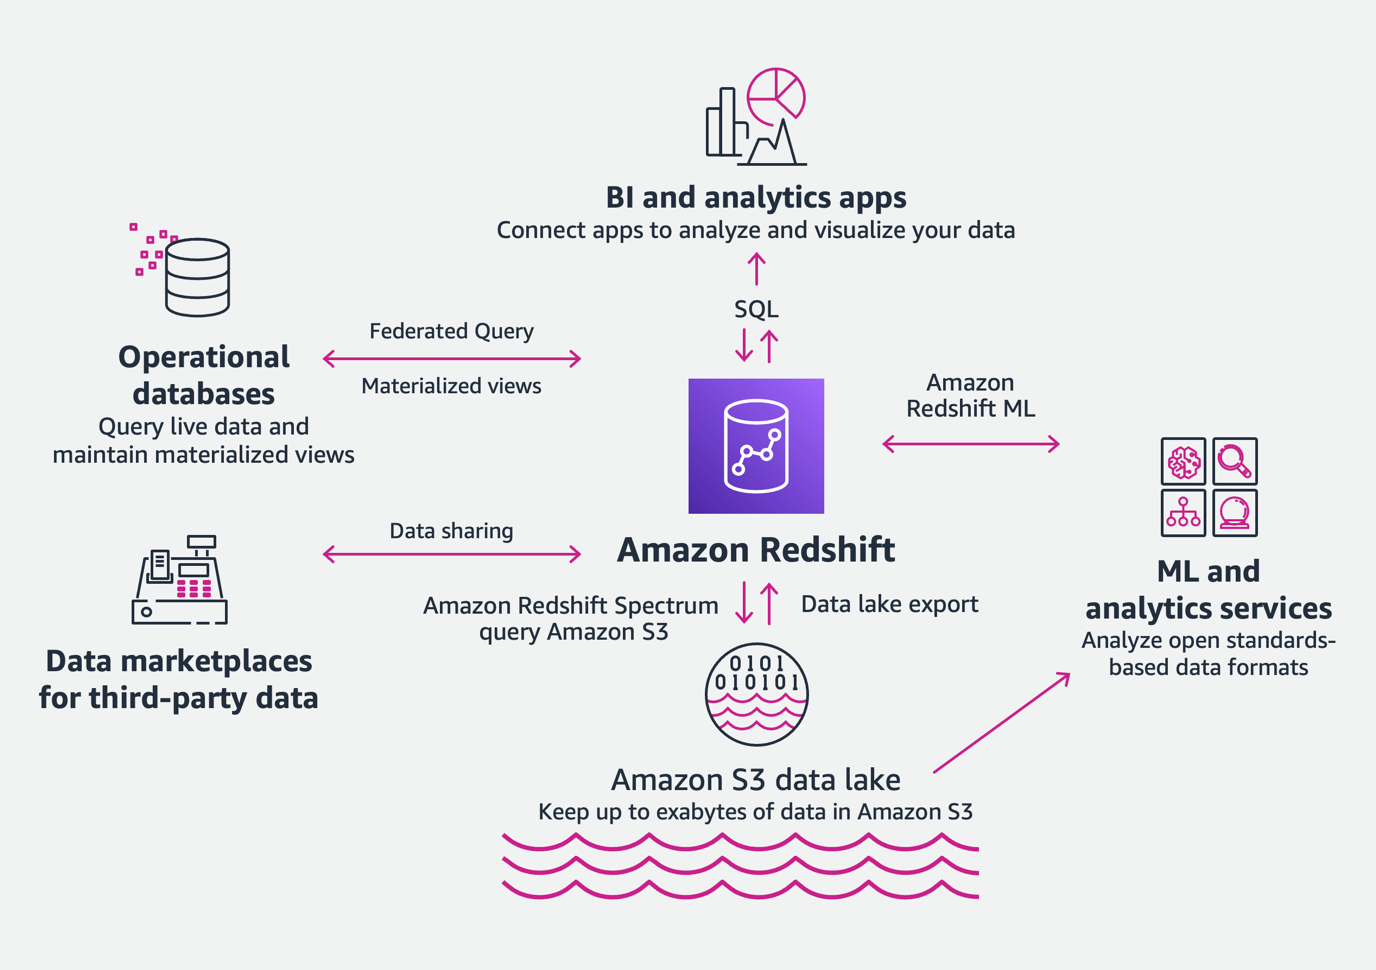 BI and analytics apps
Connect apps to analyze and visualize your data
SQL
Operational
databases
Query live data and
maintain materialized views
Federated Query
Materialized views
Amazon
Redshift ML
Data sharing
Amazon Redshift
ML and
analytics services
Analyze open standards-
based data formats
Data marketplaces
for third-party data
Amazon Redshift Spectrum
query Amazon S3
Data lake export
0101
010101
Amazon S3 data lake
Keep up to exabytes of data in Amazon S3